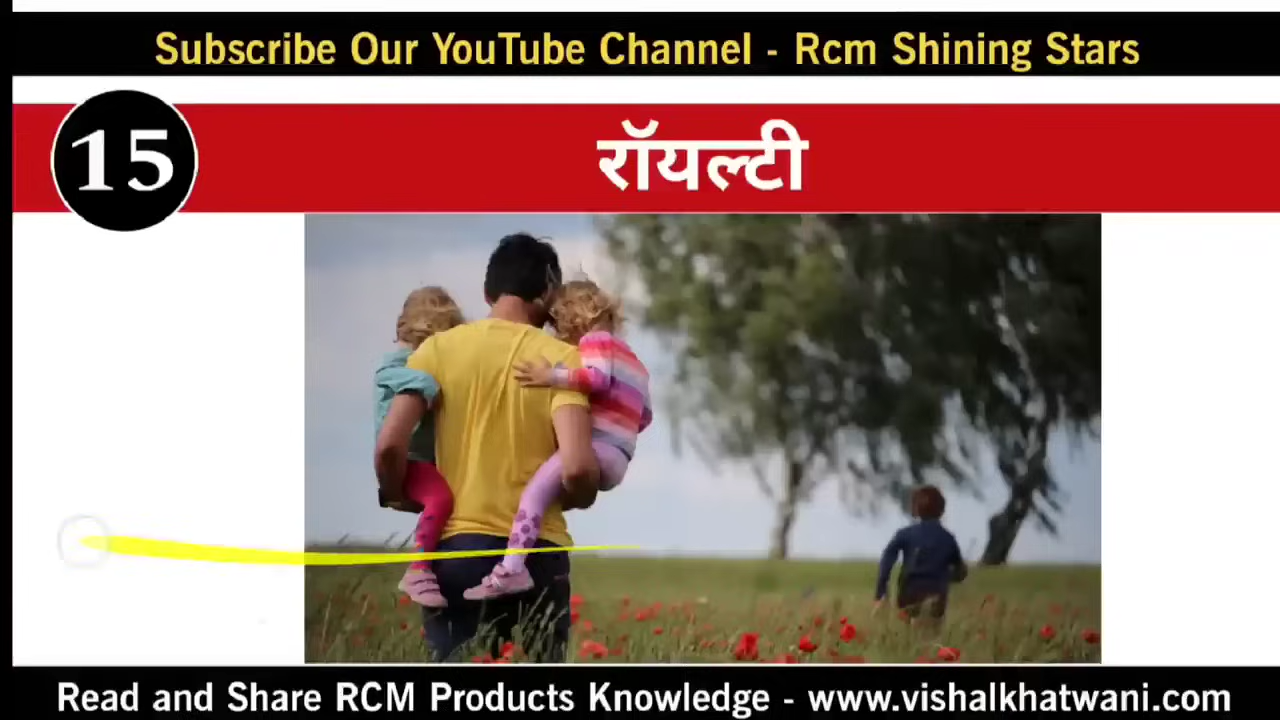 Subscribe Our YouTube Channel - Rcm Shining Stars
15
रॉयल्टी
Read and Share RCM Products Knowledge - www.vishalkhatwani.com